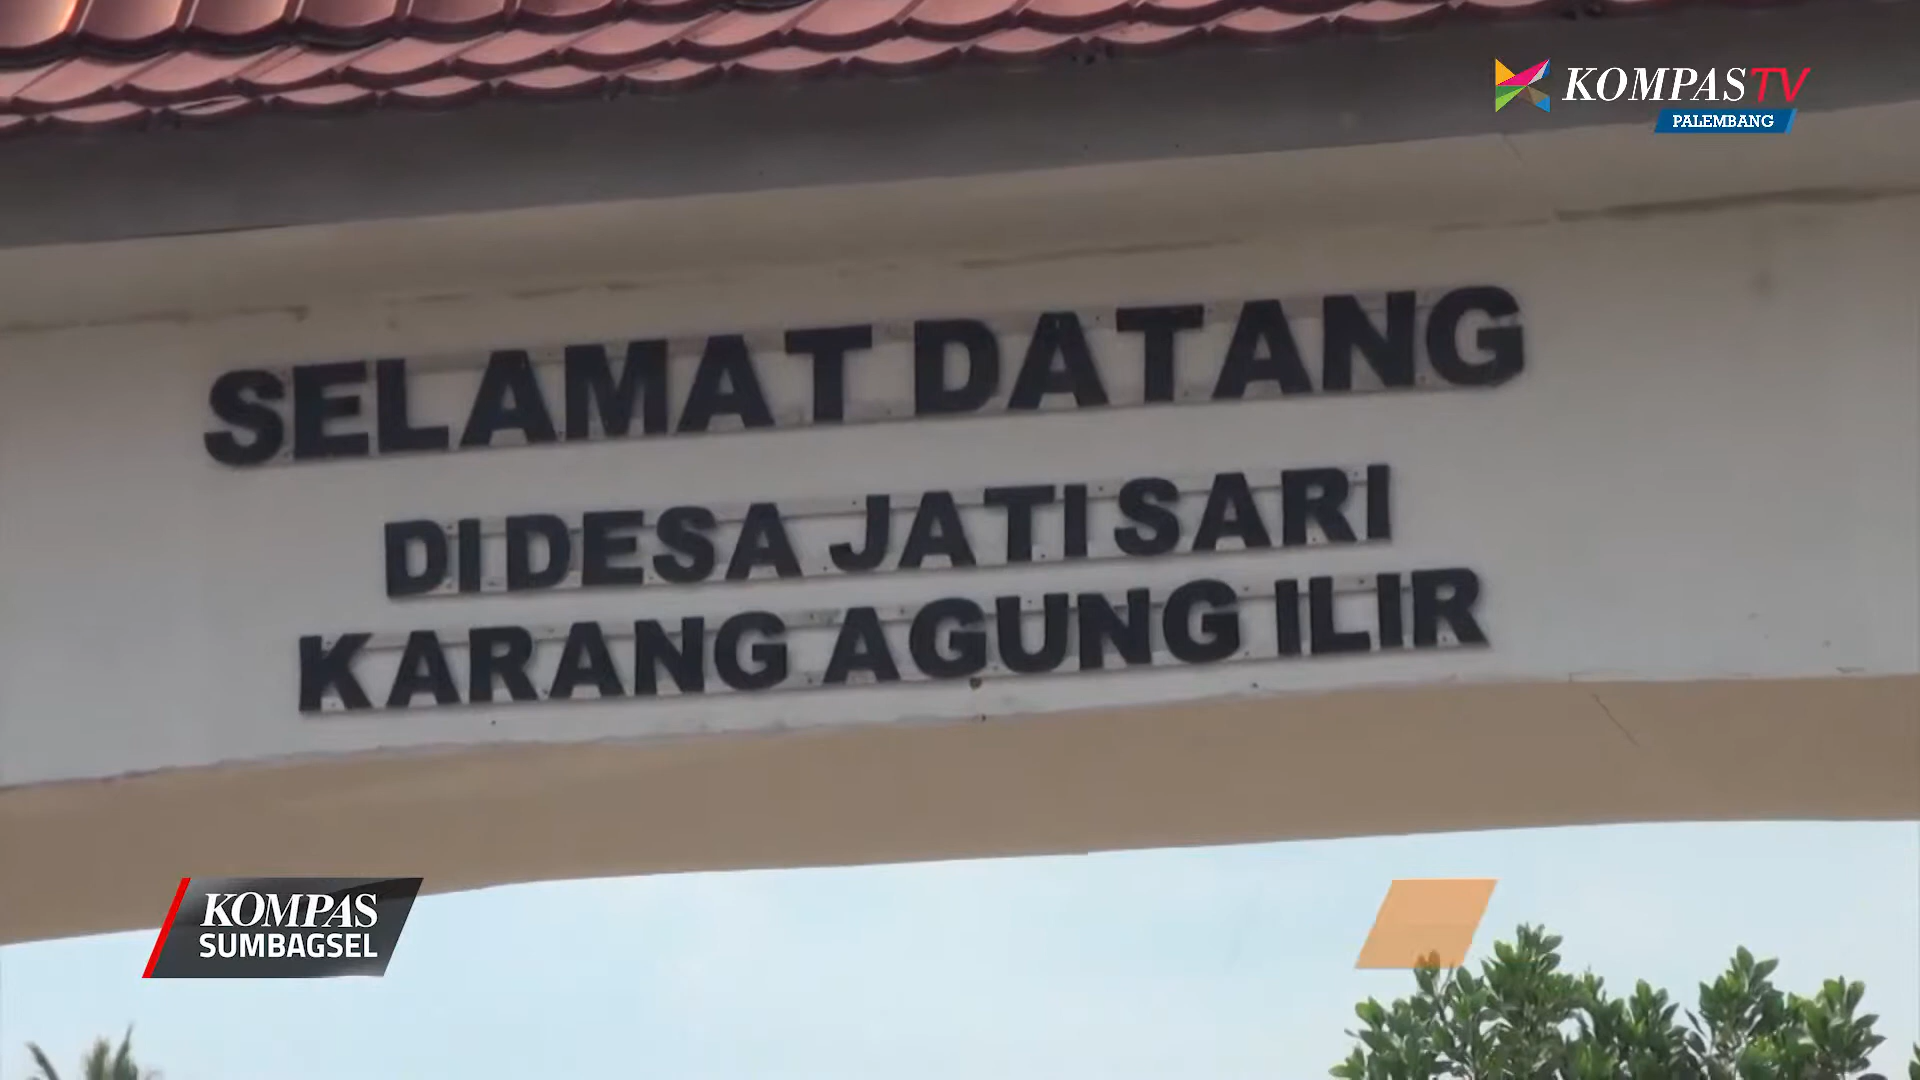 KOMPASTV
PALEMBANG
SELAMAT DATANG
DI DESA JATI SARI
KARANG AGUNG ILIR
KOMPAS
SUMBAGSEL